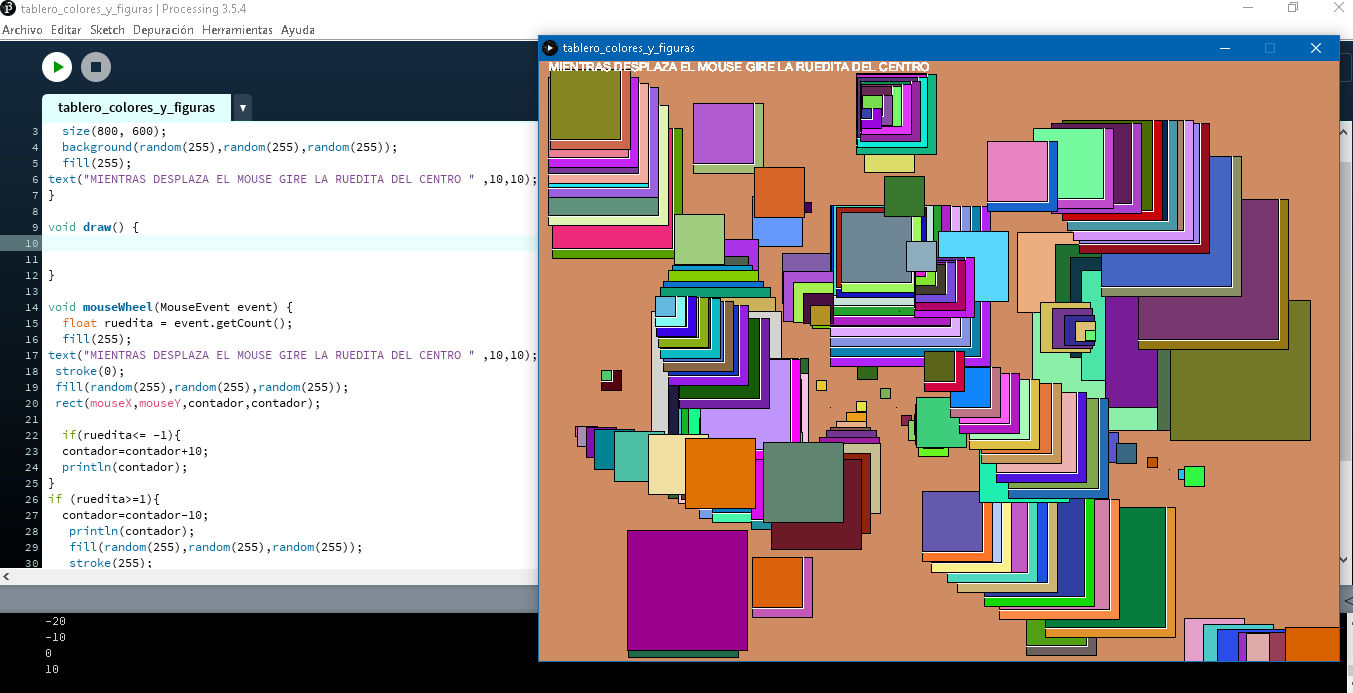 tablero_colores_y_figuras | Processing 3.5.4
Archivo Editar Sketch Depuración Herramientas Ayuda
tablero_colores_y_figuras
3 size(800, 600);
4 background(random(255),random(255),random(255));
5 fill(255);
6 text("MIENTRAS DESPLAZA EL MOUSE GIRE LA RUEDITA DEL CENTRO " ,10,10);
7 }
8
9 void draw() {
10
11
12 }
13
14 void mouseWheel(MouseEvent event) {
15 float ruedita = event.getCount();
16 fill(255);
17 text("MIENTRAS DESPLAZA EL MOUSE GIRE LA RUEDITA DEL CENTRO " ,10,10);
18 stroke(0);
19 fill(random(255),random(255),random(255));
20 rect(mouseX,mouseY,contador,contador);
21
22 if(ruedita<= -1){
23 contador=contador+10;
24 println(contador);
25 }
26 if (ruedita>=1){
27 contador=contador-10;
28 println(contador);
29 fill(random(255),random(255),random(255));
30 stroke(255);
-20
-10
0
10
tablero_colores_y_figuras
MIENTRAS DESPLAZA EL MOUSE GIRE LA RUEDITA DEL CENTRO